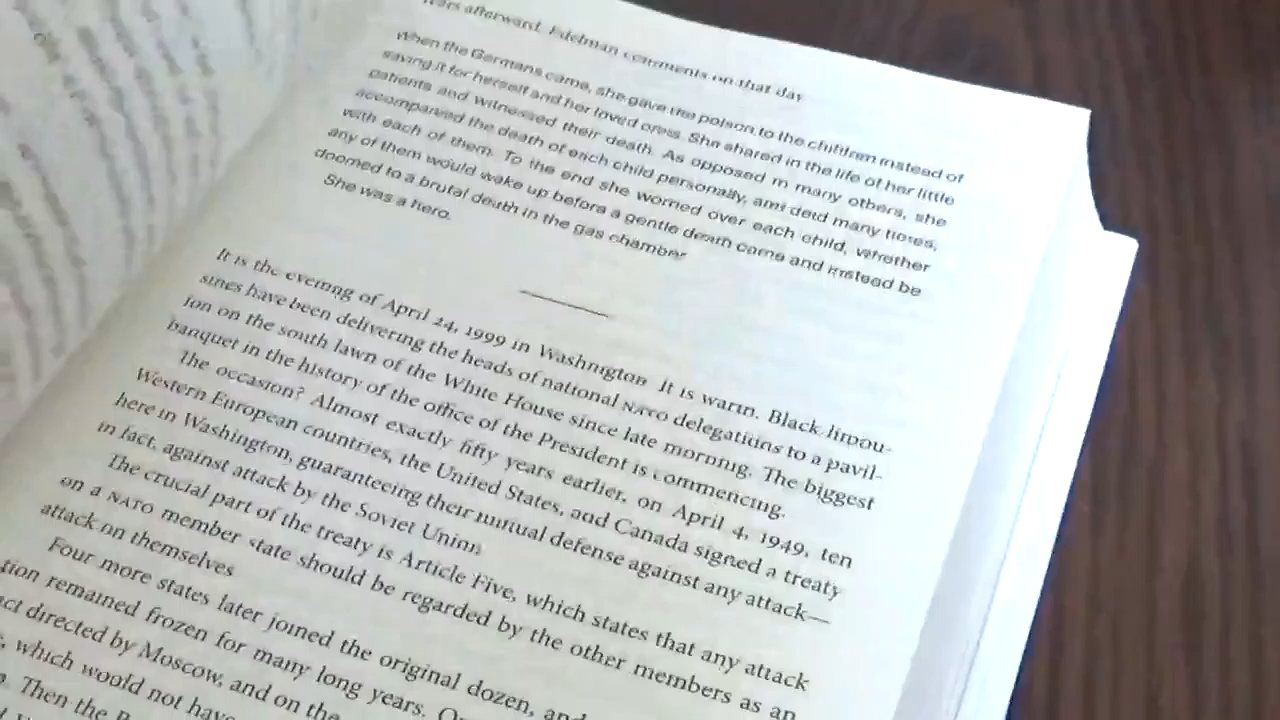 years afterward, Edelman comments on that day
When the Germans came, she gave the poison to the children instead of
saving it for herself and her loved ones. She shared in the life of her little
patients and witnessed their death. As opposed to many others, she
accompanied the death of each child personally, and died many times,
with each of them. To the end she worried over each child, whether
any of them would wake up before a gentle death came and instead be
doomed to a brutal death in the gas chamber
She was a hero.
It is the evening of April 24, 1999 in Washington It is warm. Black limou-
sines have been delivering the heads of national NATO delegations to a pavil-
ion on the south lawn of the White House since late morning. The biggest
banquet in the history of the office of the President is commencing.
The occasion? Almost exactly fifty years earlier, on April 4, 1949, ten
Western European countries, the United States, and Canada signed a treaty
here in Washington, guaranteeing their mutual defense against any attack—
in fact, against attack by the Soviet Union
The crucial part of the treaty is Article Five, which states that any attack
on a NATO member state should be regarded by the other members as an
attack on themselves
Four more states later joined the original dozen, and
tion remained frozen for many long years.
act directed by Moscow, and on the
, which would not have
. Then the